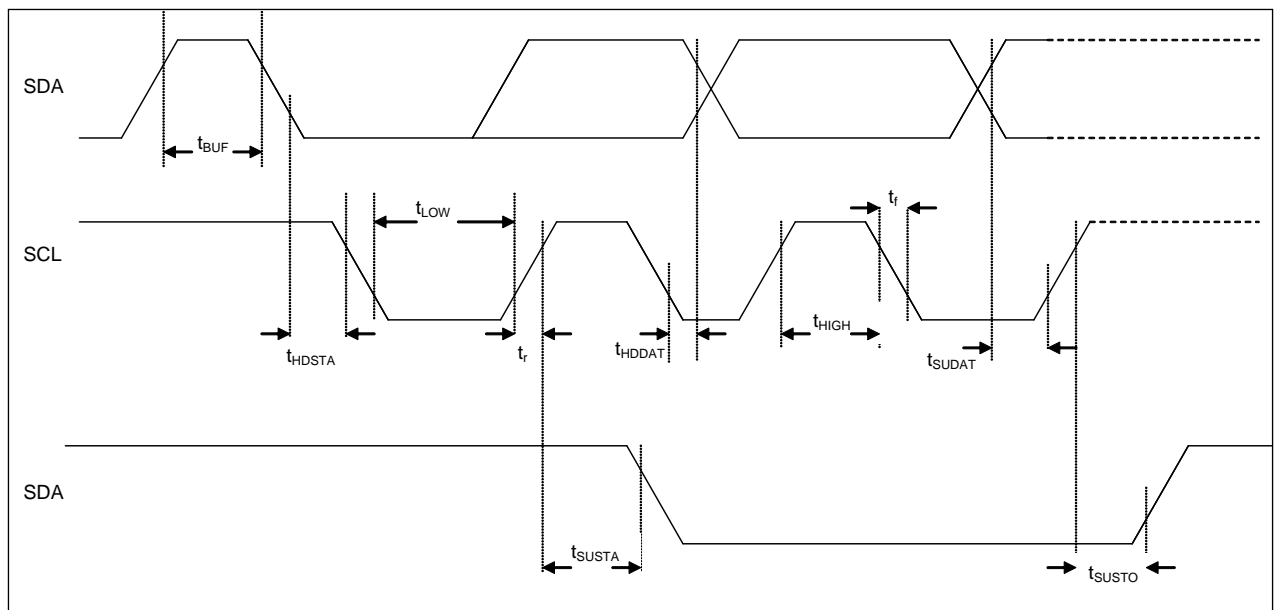 SDA
tBUF
tLOW
tf
SCL
tHDSTA
tr
tHDDAT
tHIGH
tSUDAT
SDA
tSUSTA
tSUSTO